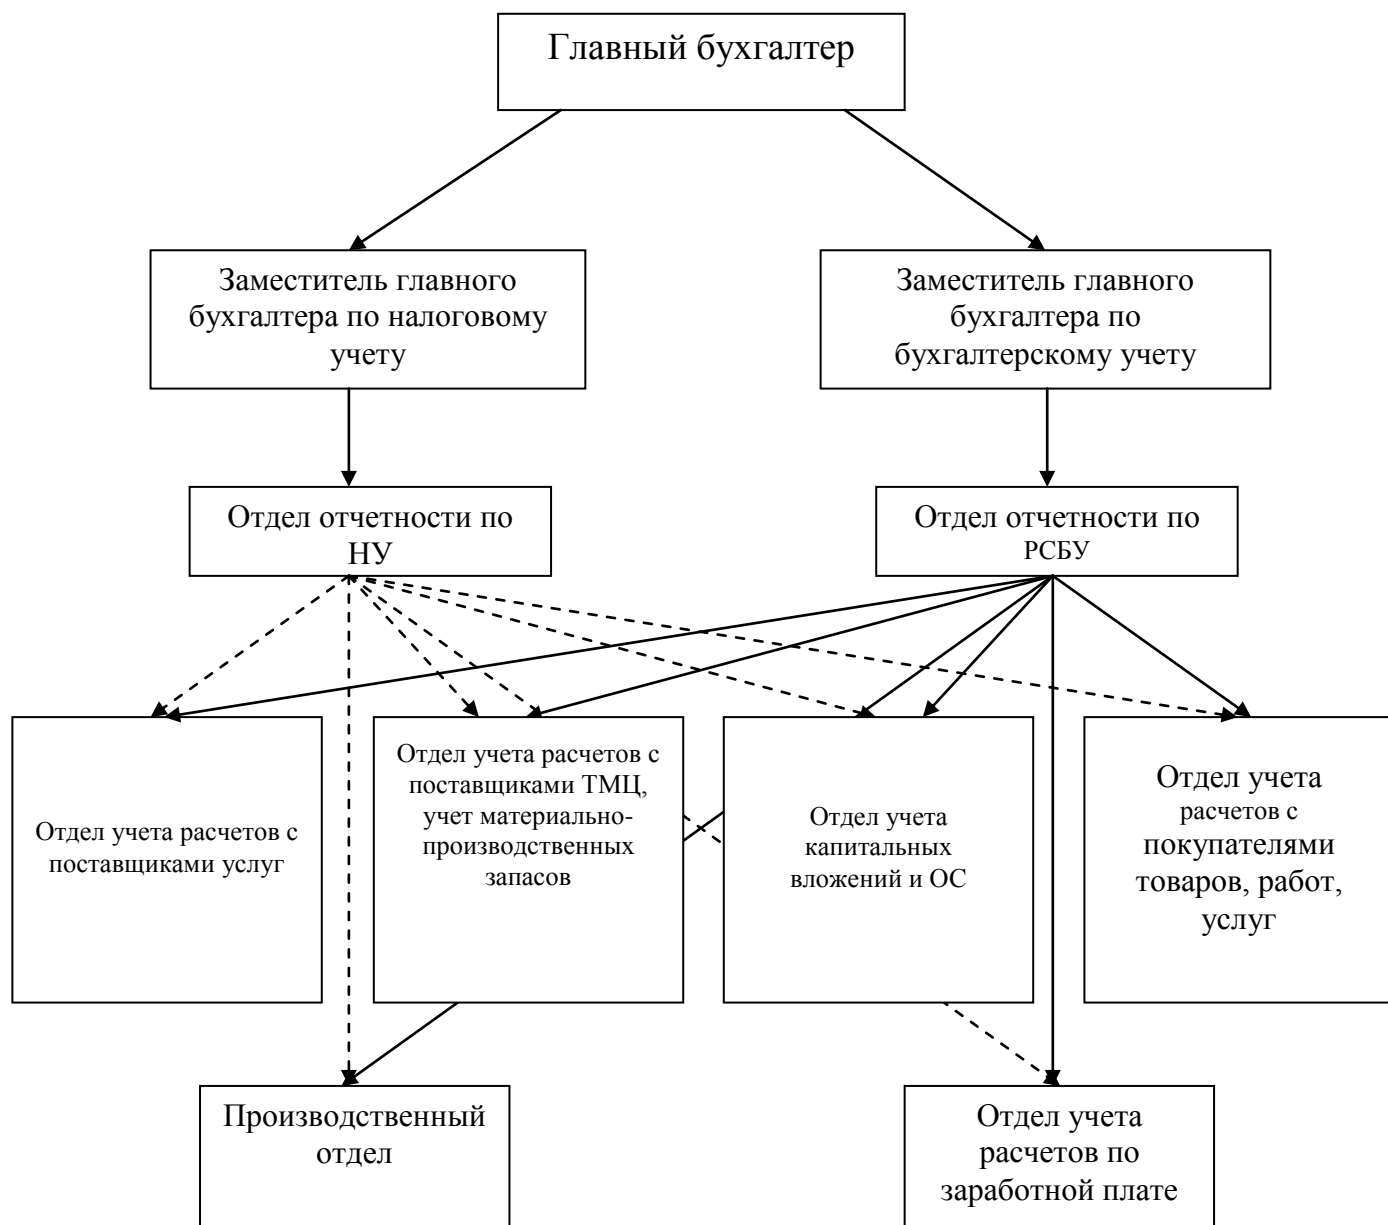 Главный бухгалтер
Заместитель главного
бухгалтера по налоговому
учету
Заместитель главного
бухгалтера по
бухгалтерскому учету
Отдел отчетности по
НУ
Отдел отчетности по
РСБУ
Отдел учета расчетов с
поставщиками услуг
Отдел учета расчетов с
поставщиками ТМЦ,
учет материально-
производственных
запасов
Отдел учета
капитальных
вложений и ОС
Отдел учета
расчетов с
покупателями
товаров, работ,
услуг
Производственный
отдел
Отдел учета
расчетов по
заработной плате